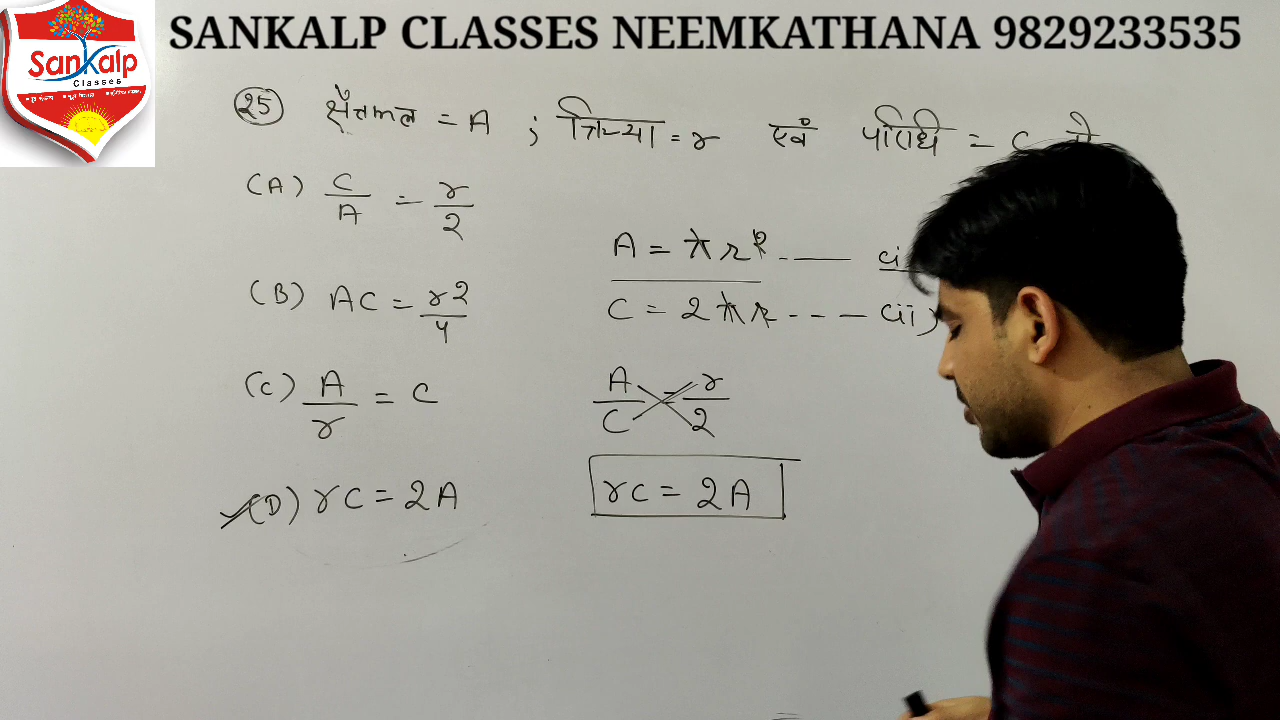 SANKALP CLASSES NEEMKATHANA 9829233535
Sankalp
Classes
25) क्षैत्रफल = A ; त्रिज्या = r एवं परिधि = C तो
(A) C/A = r/2
A = πr² ---- (i
(B) AC = r2/4
C = 2πr ---- (ii)
(C) A/r = C
A/C = r/2
(D) rC = 2A
rC = 2A